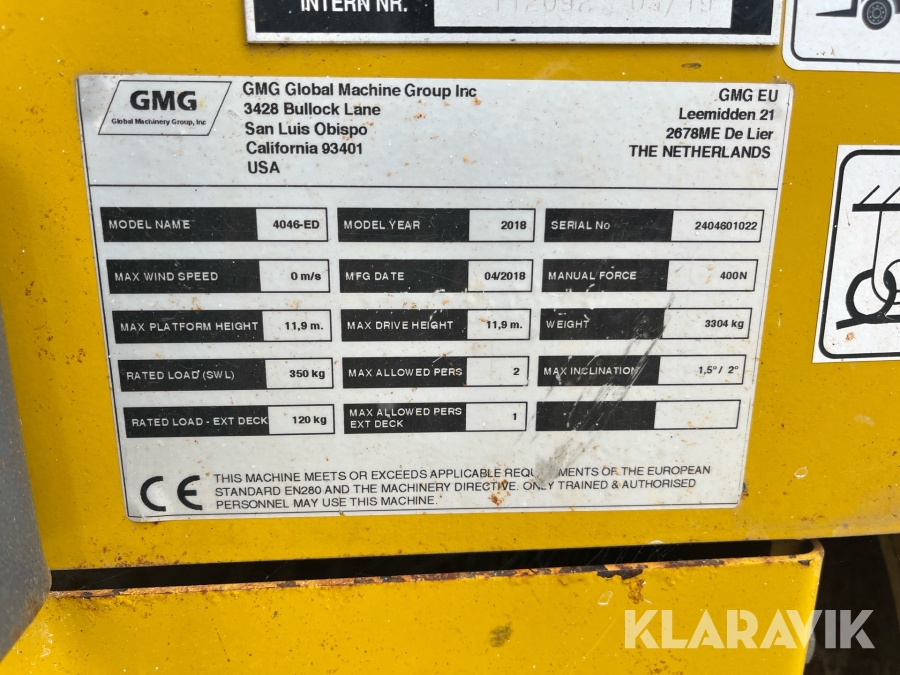 INTERN NR.
GMG
Global Machinery Group, Inc
GMG Global Machine Group Inc
3428 Bullock Lane
San Luis Obispo
California 93401
USA
GMG EU
Leemidden 21
2678ME De Lier
THE NETHERLANDS
MODEL NAME 4046-ED MODEL YEAR 2018 SERIAL No 2404601022
MAX WIND SPEED 0 m/s MFG DATE 04/2018 MANUAL FORCE 400N
MAX PLATFORM HEIGHT 11,9 m. MAX DRIVE HEIGHT 11,9 m. WEIGHT 3304 kg
RATED LOAD (SWL) 350 kg MAX ALLOWED PERS 2 MAX INCLINATION 1,5°/ 2°
RATED LOAD - EXT DECK 120 kg MAX ALLOWED PERS EXT DECK 1
CE
THIS MACHINE MEETS OR EXCEEDS APPLICABLE REQUIREMENTS OF THE EUROPEAN
STANDARD EN280 AND THE MACHINERY DIRECTIVE. ONLY TRAINED & AUTHORISED
PERSONNEL MAY USE THIS MACHINE.
KLARAVIK